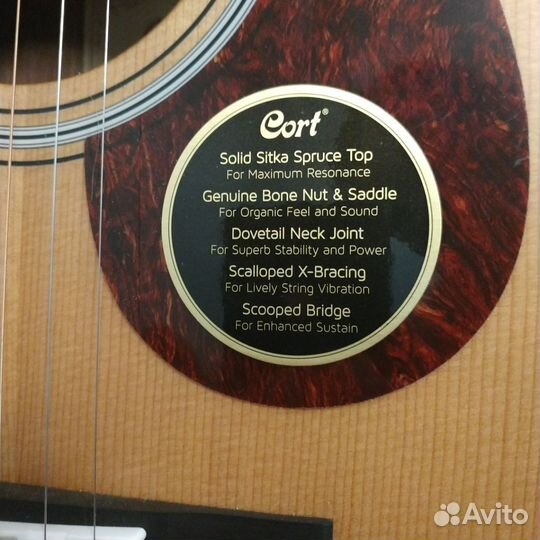 Cort®
Solid Sitka Spruce Top
For Maximum Resonance
Genuine Bone Nut & Saddle
For Organic Feel and Sound
Dovetail Neck Joint
For Superb Stability and Power
Scalloped X-Bracing
For Lively String Vibration
Scooped Bridge
For Enhanced Sustain
Avito